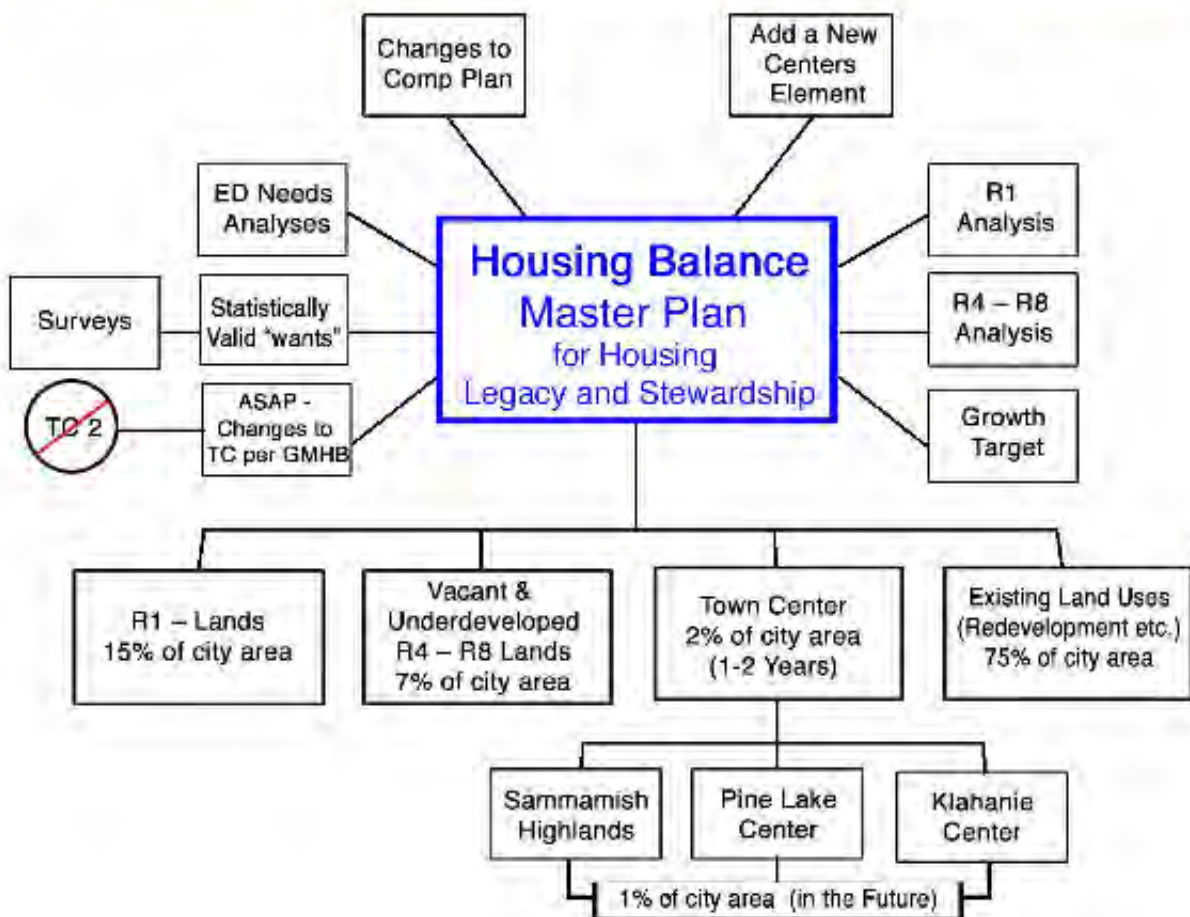 Changes to
Comp Plan
Add a New
Centers
Element
ED Needs
Analyses
Housing Balance
Master Plan
for Housing
Legacy and Stewardship
R1
Analysis
Surveys
Statistically
Valid "wants"
R4 – R8
Analysis
TC 2
ASAP -
Changes to
TC per GMHB
Growth
Target
R1 – Lands
15% of city area
Vacant &
Underdeveloped
R4 – R8 Lands
7% of city area
Town Center
2% of city area
(1-2 Years)
Existing Land Uses
(Redevelopment etc.)
75% of city area
Sammamish
Highlands
Pine Lake
Center
Klahanie
Center
1% of city area (in the Future)